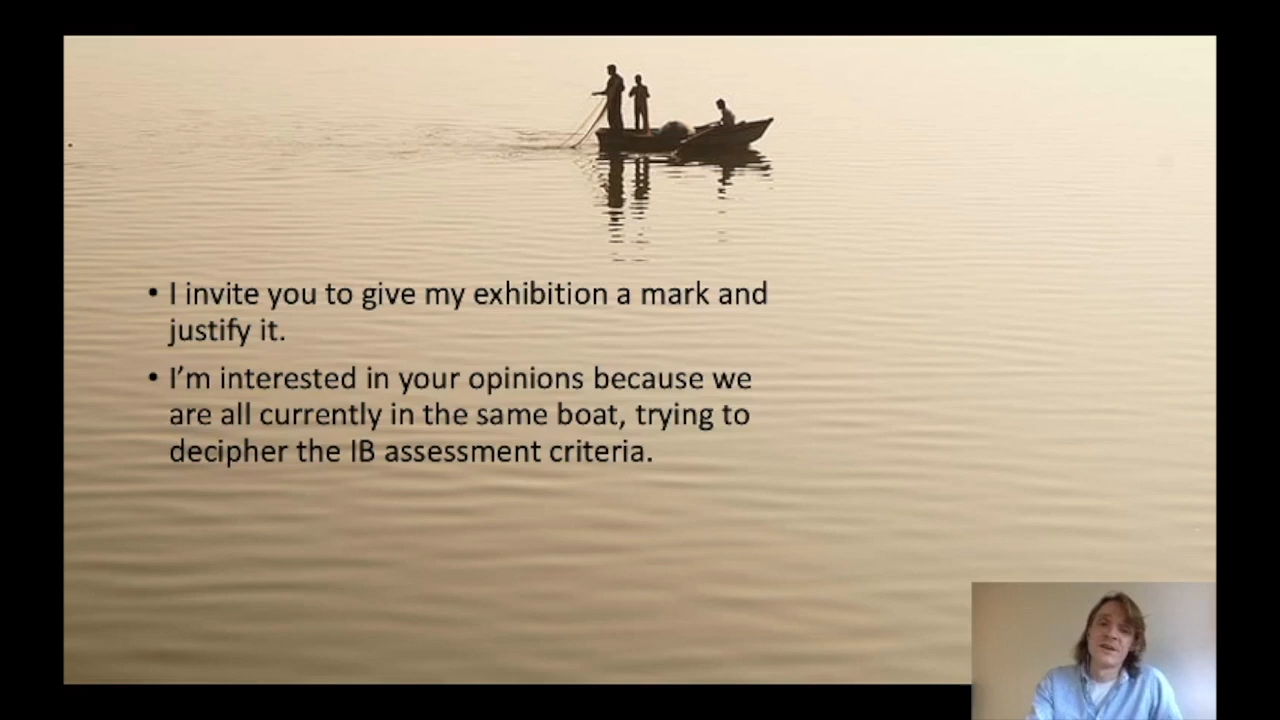 • I invite you to give my exhibition a mark and
justify it.
• I’m interested in your opinions because we
are all currently in the same boat, trying to
decipher the IB assessment criteria.